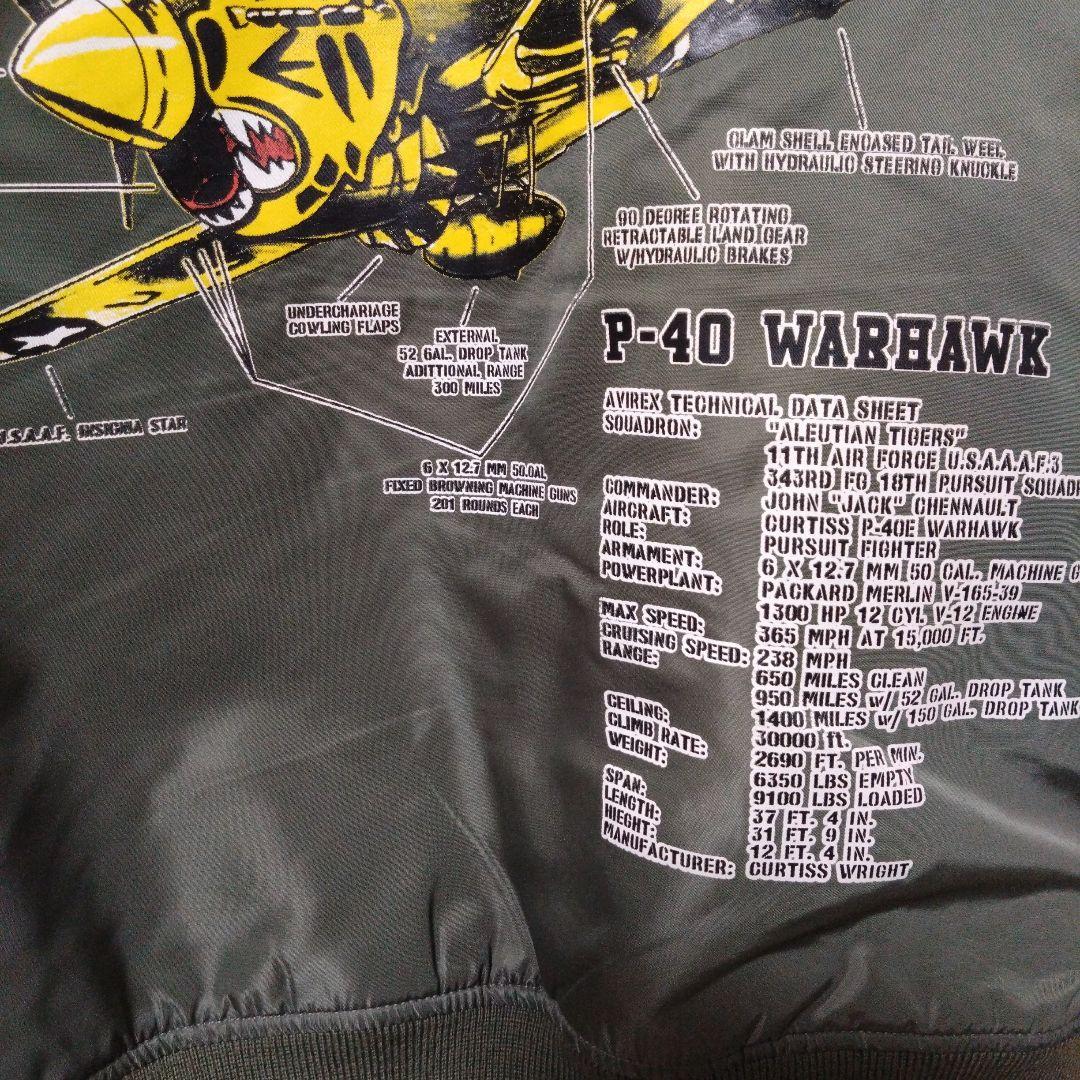 CLAM SHELL ENCASED TAIL WEEL
WITH HYDRAULIC STEERING KNUCKLE
90 DEGREE ROTATING
RETRACTABLE LAND.GEAR
W/HYDRAULIC BRAKES
UNDERCHARIAGE
COWLING FLAPS
EXTERNAL
52 GAL. DROP TANK
ADITTIONAL RANGE
300 MILES
U.S.A.A.F. INSIGNIA STAR
6 X 12.7 MM 50.CAL
FIXED BROWNING MACHINE GUNS
201 ROUNDS EACH
P-40 WARHAWK
AVIREX TECHNICAL DATA SHEET
SQUADRON: "ALEUTIAN TIGERS"
11TH AIR FORCE U.S.A.A.A.F.3
343RD FG 18TH PURSUIT
COMMANDER: JOHN "JACK" CHENNAULT
AIRCRAFT: CURTISS P-40E WARHAWK
ROLE: PURSUIT FIGHTER
ARMAMENT: 6 X 12.7 MM 50 CAL. MACHINE
POWERPLANT: PACKARD MERLIN V-165-39
1300 HP 12 CYL V-12 ENGINE
MAX SPEED: 365 MPH AT 15,000 FT.
CRUISING SPEED: 238 MPH
RANGE: 650 MILES CLEAN
950 MILES w/ 52 GAL. DROP TANK
1400 MILES w/ 150 GAL. DROP TANK
CEILING: 30000 ft.
CLIMB RATE: 2690 FT. PER MIN.
WEIGHT: 6350 LBS EMPTY
9100 LBS LOADED
SPAN: 37 FT. 4 IN.
LENGTH: 31 FT. 9 IN.
HIEGHT: 12 FT. 4 IN.
MANUFACTURER: CURTISS WRIGHT